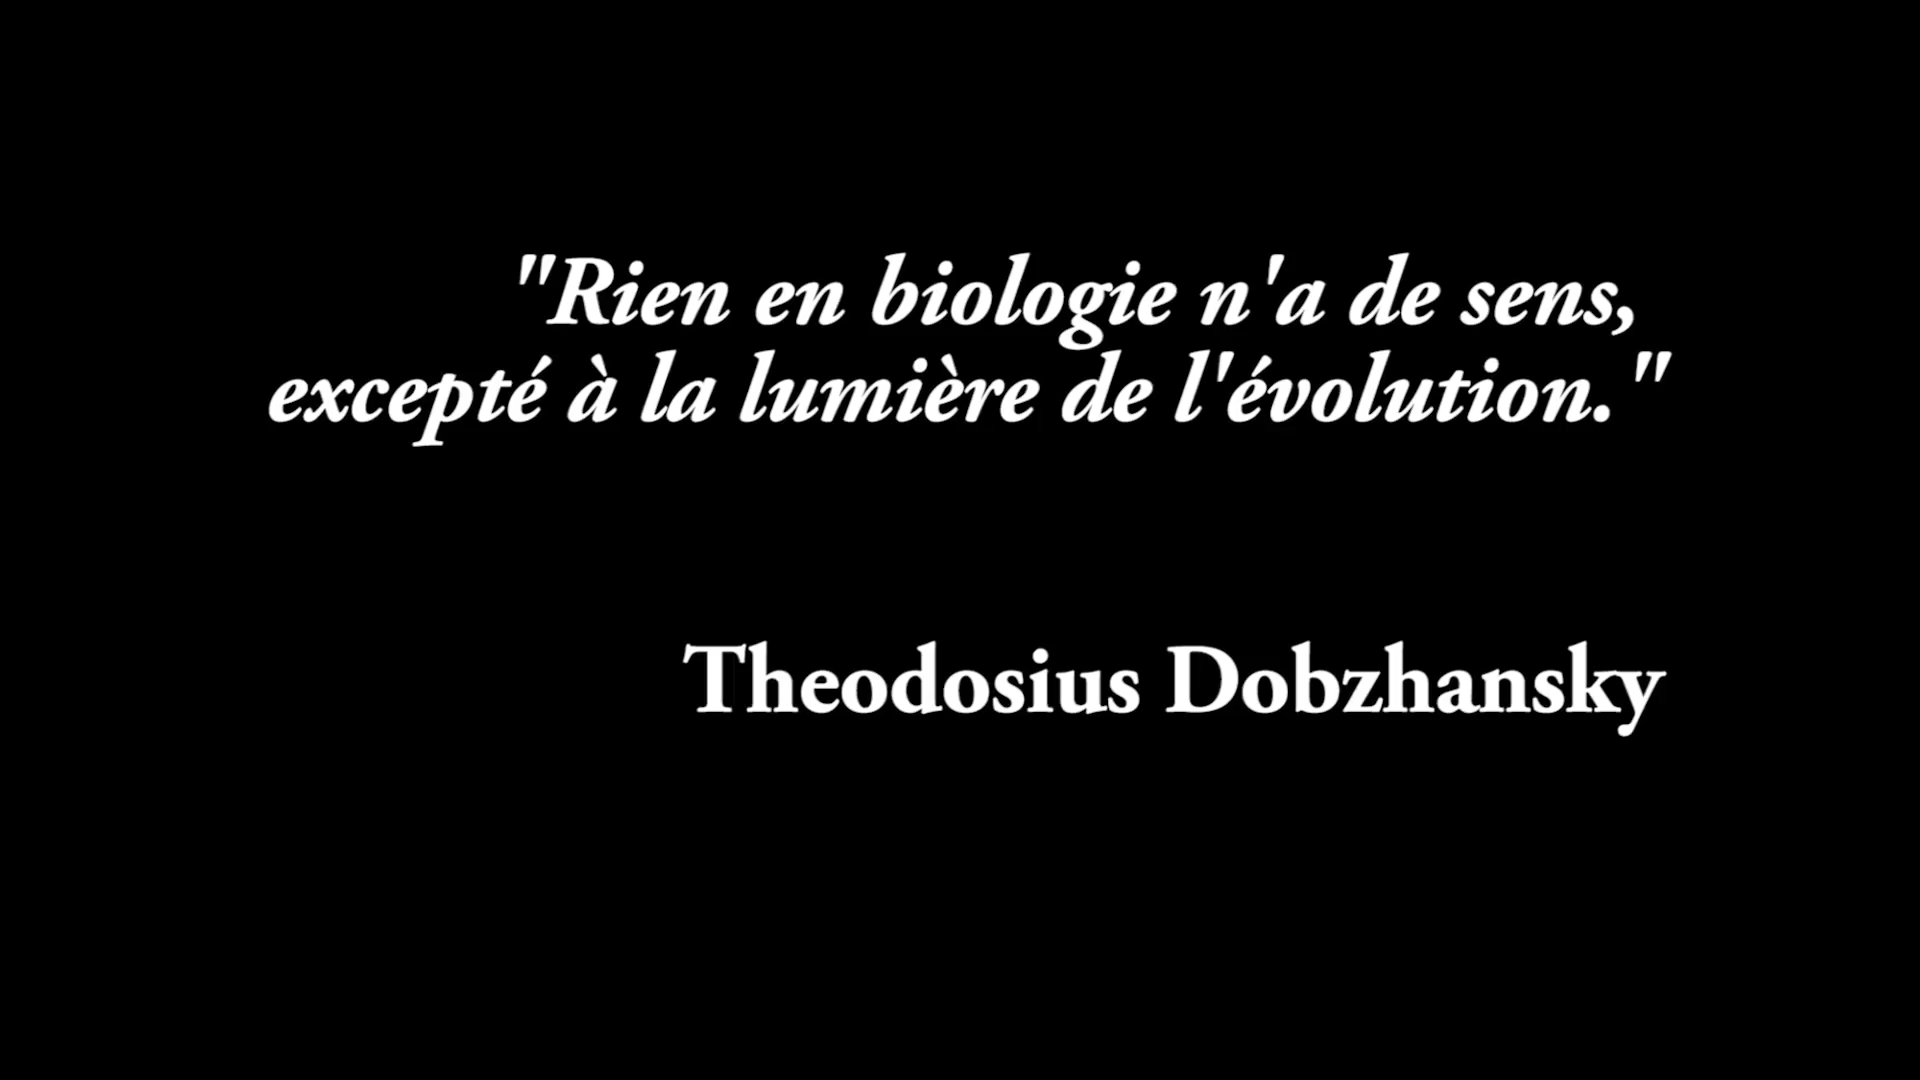 "Rien en biologie n'a de sens,
excepté à la lumière de l'évolution."
Theodosius Dobzhansky